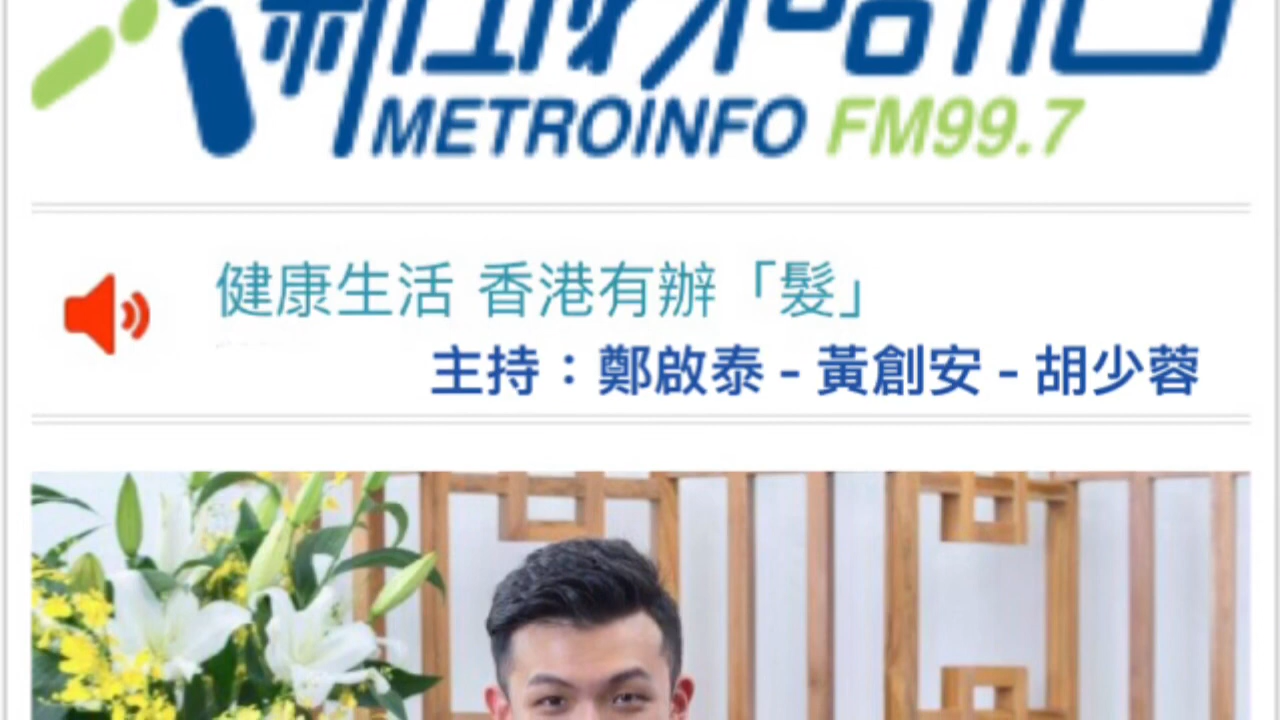 METROINFO FM99.7
健康生活 香港有辦「髮」
主持：鄭啟泰 - 黃創安 - 胡少蓉